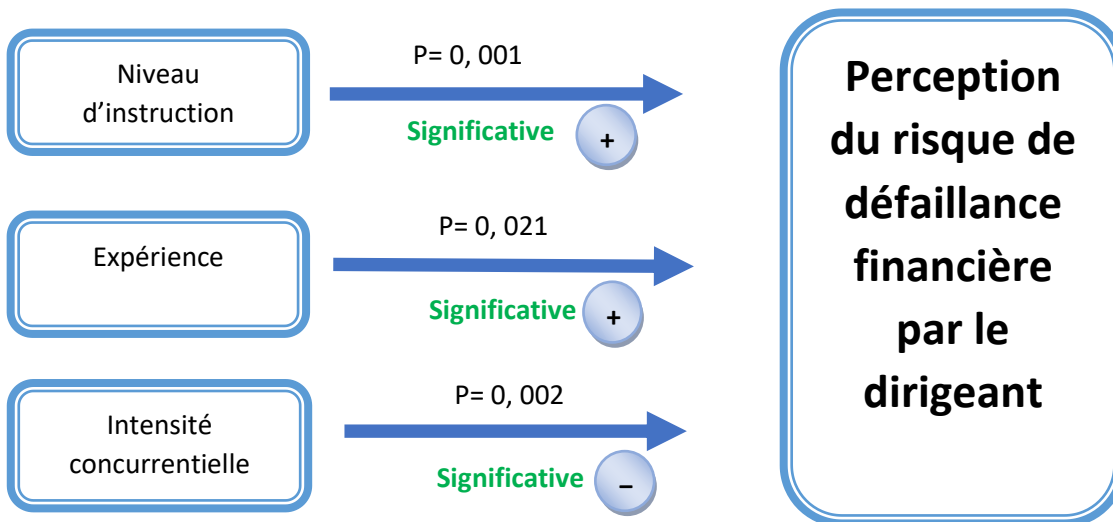 Niveau
d'instruction
P= 0, 001
Significative
+
Expérience
P= 0, 021
Significative
+
Intensité
concurrentielle
P= 0, 002
Significative
−
Perception
du risque de
défaillance
financière
par le
dirigeant